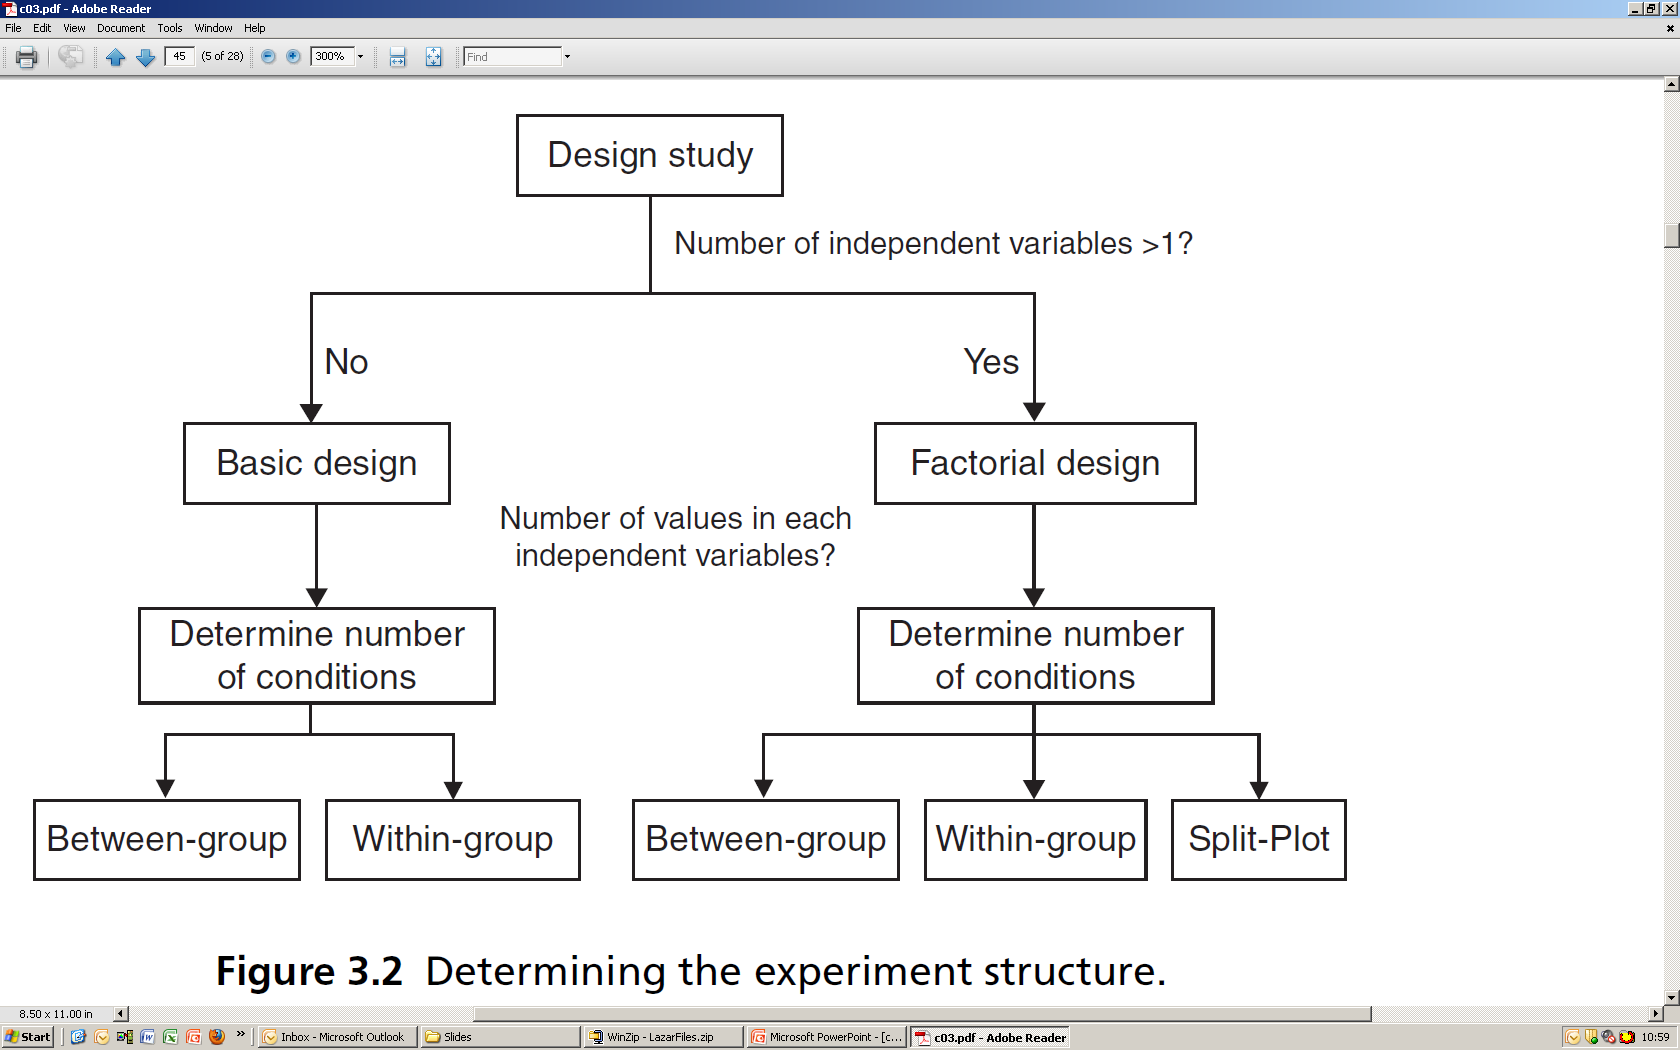 c03.pdf - Adobe Reader
File Edit View Document Tools Window Help
45 (5 of 28) 300% Find
Design study
Number of independent variables >1?
No
Yes
Basic design
Factorial design
Number of values in each
independent variables?
Determine number
of conditions
Determine number
of conditions
Between-group
Within-group
Between-group
Within-group
Split-Plot
Figure 3.2 Determining the experiment structure.
8.50 x 11.00 in
Start » Inbox - Microsoft Outlook Slides WinZip - LazarFiles.zip Microsoft PowerPoint - [c... c03.pdf - Adobe Reader 10:59